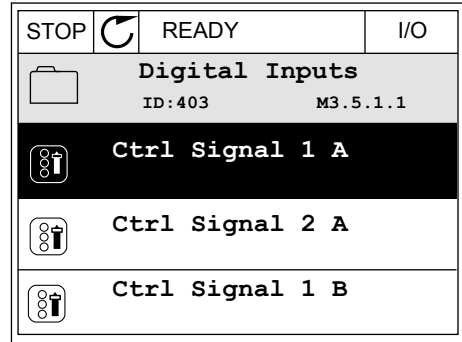 STOP READY I/O
Digital Inputs
ID:403 M3.5.1.1
Ctrl Signal 1 A
Ctrl Signal 2 A
Ctrl Signal 1 B